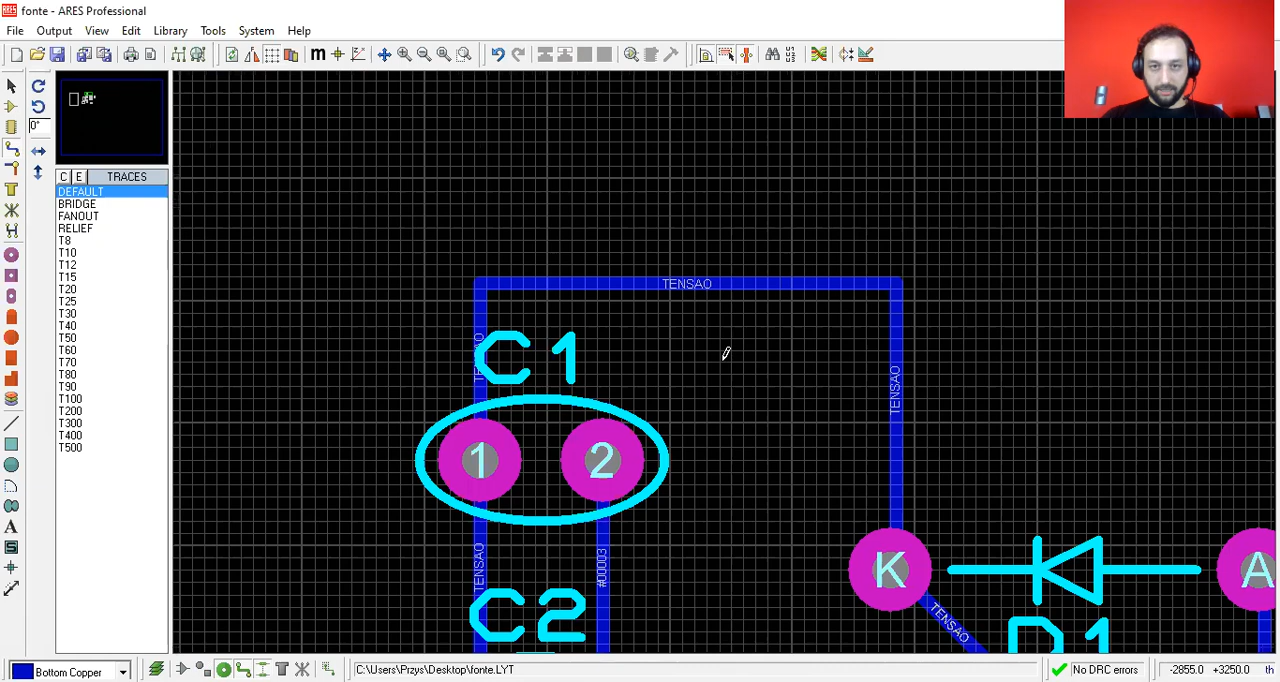 fonte - ARES Professional
File Output View Edit Library Tools System Help
m
0°
C E TRACES
DEFAULT
BRIDGE
FANOUT
RELIEF
T8
T10
T12
T15
T20
T25
T30
T40
T50
T60
T70
T80
T90
T100
T200
T300
T400
T500
TENSAO
TENSAO
TENSAO
C1
1 2
TENSAO
#00003
C2
K
A
TENSAO
D1
A
S
Bottom Copper
C:\Users\Przys\Desktop\fonte.LYT
No DRC errors
-2855.0 +3250.0 th